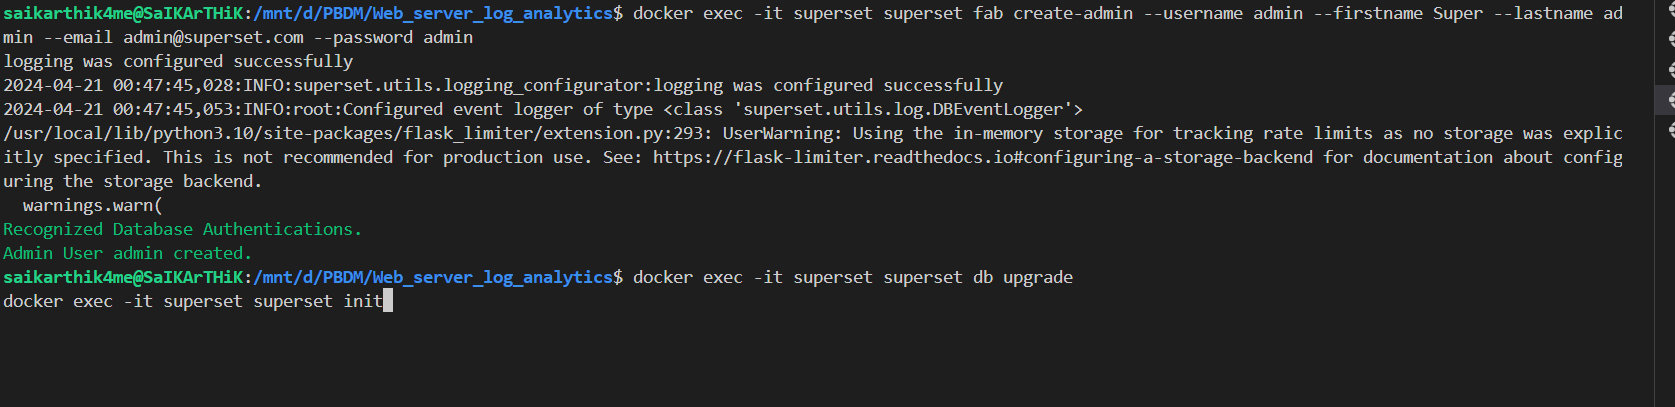 saikarthik4me@SaIKArTHiK:/mnt/d/PBDM/Web_server_log_analytics$ docker exec -it superset superset fab create-admin --username admin --firstname Super --lastname ad
min --email admin@superset.com --password admin
logging was configured successfully
2024-04-21 00:47:45,028:INFO:superset.utils.logging_configurator:logging was configured successfully
2024-04-21 00:47:45,053:INFO:root:Configured event logger of type <class 'superset.utils.log.DBEventLogger'>
/usr/local/lib/python3.10/site-packages/flask_limiter/extension.py:293: UserWarning: Using the in-memory storage for tracking rate limits as no storage was explic
itly specified. This is not recommended for production use. See: https://flask-limiter.readthedocs.io#configuring-a-storage-backend for documentation about config
uring the storage backend.
  warnings.warn(
Recognized Database Authentications.
Admin User admin created.
saikarthik4me@SaIKArTHiK:/mnt/d/PBDM/Web_server_log_analytics$ docker exec -it superset superset db upgrade
docker exec -it superset superset init